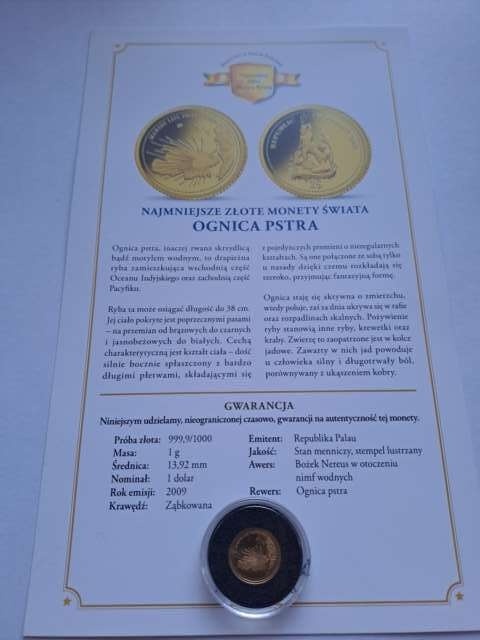 NAJMNIEJSZE ZŁOTE MONETY ŚWIATA
OGNICA PSTRA
Ognica pstra, inaczej zwana skrzydlicą
bądź motylem wodnym, to drapieżna
ryba zamieszkująca wschodnią część
Oceanu Indyjskiego oraz zachodnią część
Pacyfiku.
Ryba ta może osiągać długość do 38 cm.
Jej ciało pokryte jest poprzecznymi pasami
– na przemian od brązowych do czarnych
i jasnobeżowych do białych. Cechą
charakterystyczną jest kształt ciała – dość
silnie bocznie spłaszczony z bardzo
długimi płetwami, składającymi się
z pojedynczych promieni o nieregularnych
kształtach. Są one połączone ze sobą tylko
u nasady dzięki czemu rozkładają się
szeroko, przyjmując fantazyjną formę.
Ognica staje się aktywna o zmierzchu,
wtedy poluje, zaś za dnia ukrywa się w rafie
oraz rozpadlinach skalnych. Pożywienie
ryby stanowią inne ryby, krewetki oraz
kraby. Zwierzę to zaopatrzone jest w kolce
jadowe. Zawarty w nich jad powoduje
u człowieka silny i długotrwały ból,
porównywany z ukąszeniem kobry.
GWARANCJA
Niniejszym udzielamy, nieograniczonej czasowo, gwarancji na autentyczność tej monety.
Próba złota: 999,9/1000
Masa: 1 g
Średnica: 13,92 mm
Nominał: 1 dolar
Rok emisji: 2009
Krawędź: Ząbkowana
Emitent: Republika Palau
Jakość: Stan menniczy, stempel lustrzany
Awers: Bożek Nereus w otoczeniu
nimf wodnych
Rewers: Ognica pstra